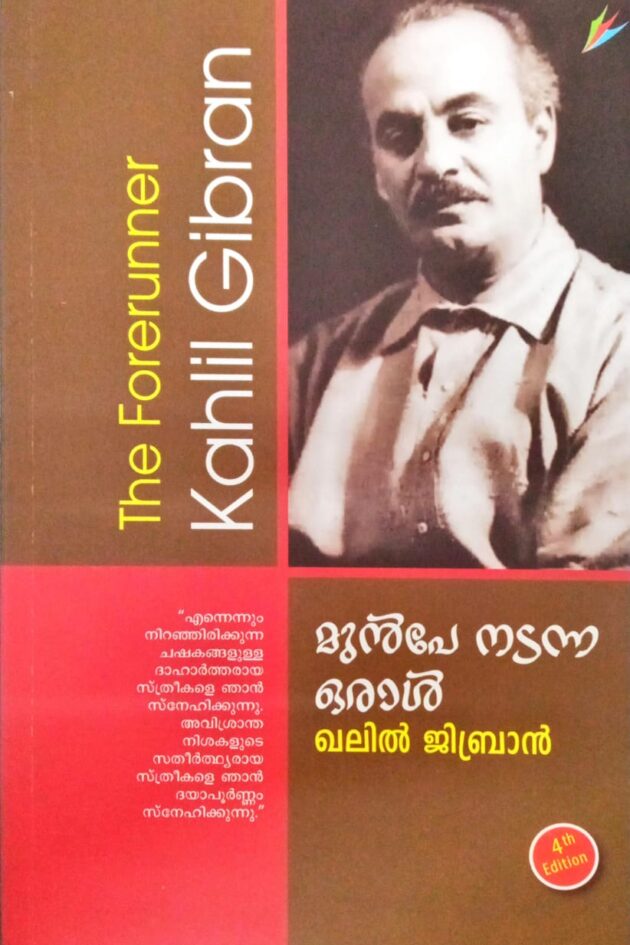 The Forerunner
Kahlil Gibran
“എന്നെന്നും
നിറഞ്ഞിരിക്കുന്ന
ചഷകങ്ങളുള്ള
ദാഹാർത്തരായ
സ്ത്രീകളെ ഞാൻ
സ്നേഹിക്കുന്നു.
അവിശ്രാന്ത
നിശകളുടെ
സതീർത്ഥ്യരായ
സ്ത്രീകളെ ഞാൻ
ദയാപൂർണ്ണം
സ്നേഹിക്കുന്നു.”
മുൻപേ നടന്ന
ഒരാൾ
ഖലിൽ ജിബ്രാൻ
4th
Edition